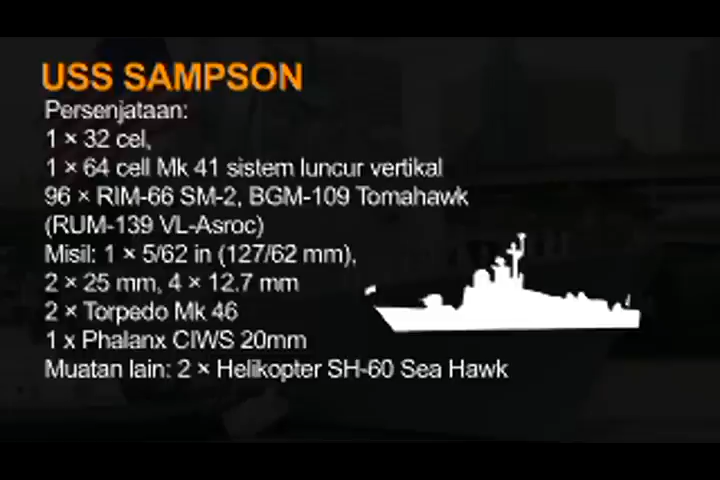 USS SAMPSON
Persenjataan:
1 × 32 cel,
1 × 64 cell Mk 41 sistem luncur vertikal
96 × RIM-66 SM-2, BGM-109 Tomahawk
(RUM-139 VL-Asroc)
Misil: 1 × 5/62 in (127/62 mm),
2 × 25 mm, 4 × 12.7 mm
2 × Torpedo Mk 46
1 x Phalanx CIWS 20mm
Muatan lain: 2 × Helikopter SH-60 Sea Hawk